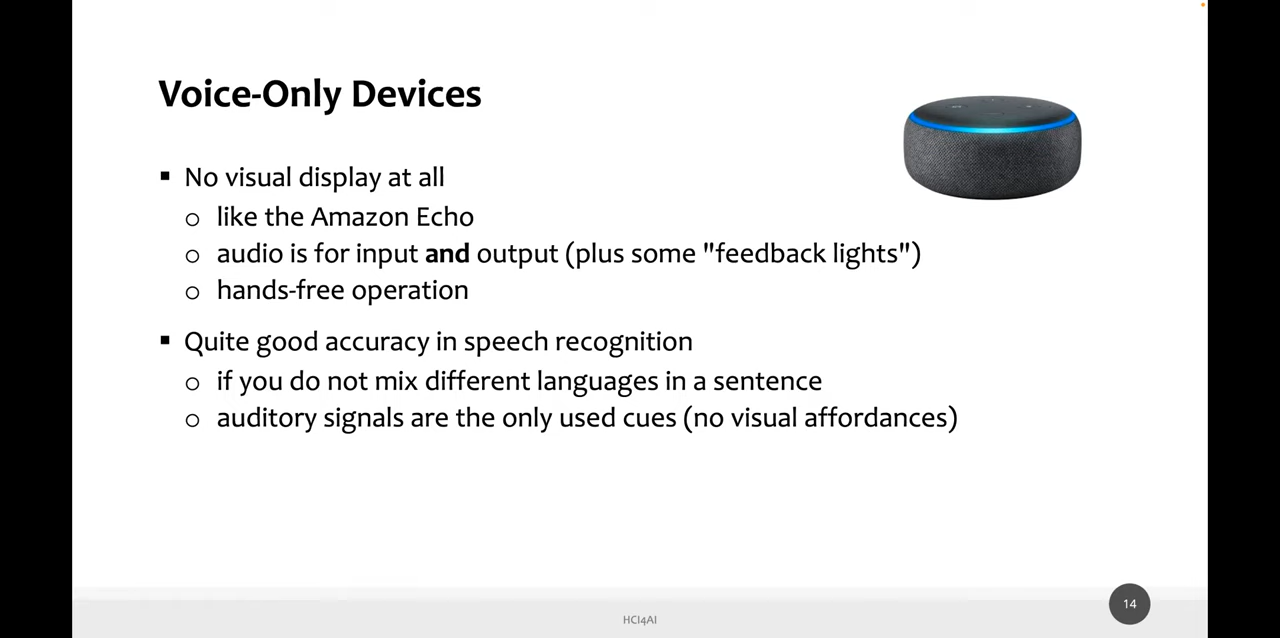 Voice-Only Devices
▪ No visual display at all
o like the Amazon Echo
o audio is for input and output (plus some "feedback lights")
o hands-free operation
▪ Quite good accuracy in speech recognition
o if you do not mix different languages in a sentence
o auditory signals are the only used cues (no visual affordances)
HCI4AI
14